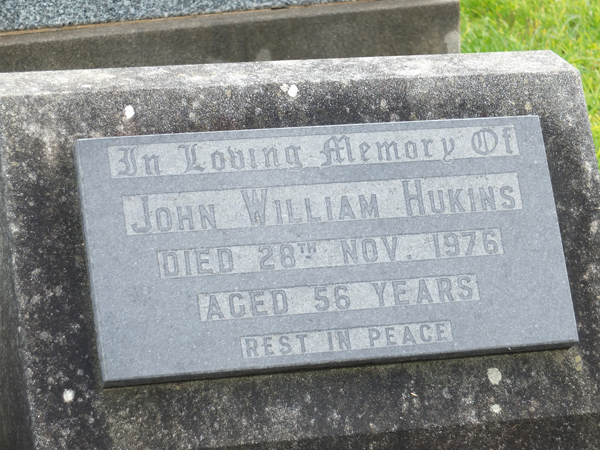 In Loving Memory Of
JOHN WILLIAM HUKINS
DIED 28TH NOV. 1976
AGED 56 YEARS
REST IN PEACE